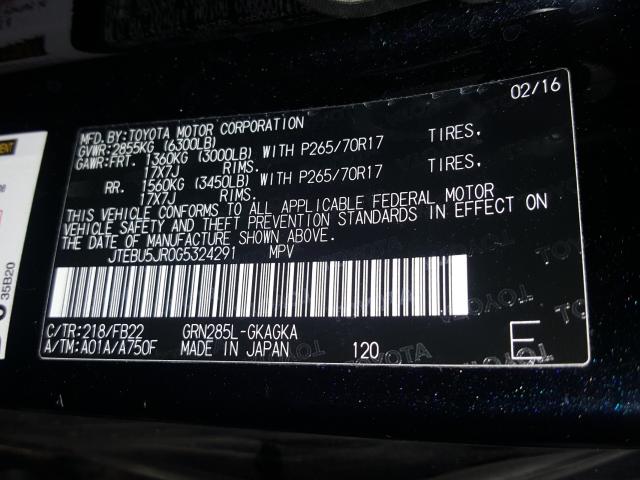 02/16
MFD.BY:TOYOTA MOTOR CORPORATION
GVWR:2855KG (6300LB)
GAWR:FRT. 1360KG (3000LB) WITH P265/70R17 TIRES,
17X7J RIMS.
RR. 1560KG (3450LB) WITH P265/70R17 TIRES,
17X7J RIMS.
THIS VEHICLE CONFORMS TO ALL APPLICABLE FEDERAL MOTOR
VEHICLE SAFETY AND THEFT PREVENTION STANDARDS IN EFFECT ON
THE DATE OF MANUFACTURE SHOWN ABOVE.
JTEBU5JR0G5324291 MPV
C/TR:218/FB22 GRN285L-GKAGKA
A/TM:A01A/A750F MADE IN JAPAN 120 E
TOYOTA
35B20